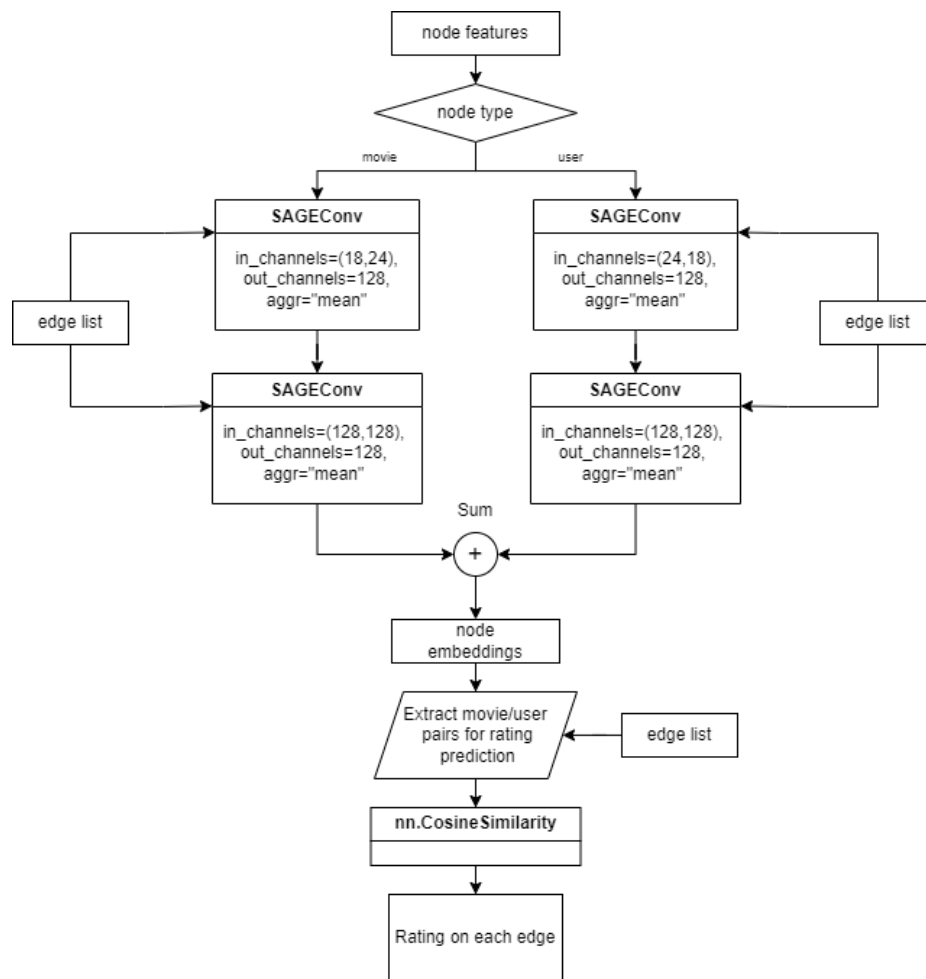 node features
node type
movie
user
SAGEConv
in_channels=(18,24),
out_channels=128,
aggr="mean"
SAGEConv
in_channels=(24,18),
out_channels=128,
aggr="mean"
edge list
edge list
SAGEConv
in_channels=(128,128),
out_channels=128,
aggr="mean"
SAGEConv
in_channels=(128,128),
out_channels=128,
aggr="mean"
Sum
+
node
embeddings
Extract movie/user
pairs for rating
prediction
edge list
nn.CosineSimilarity
Rating on each edge